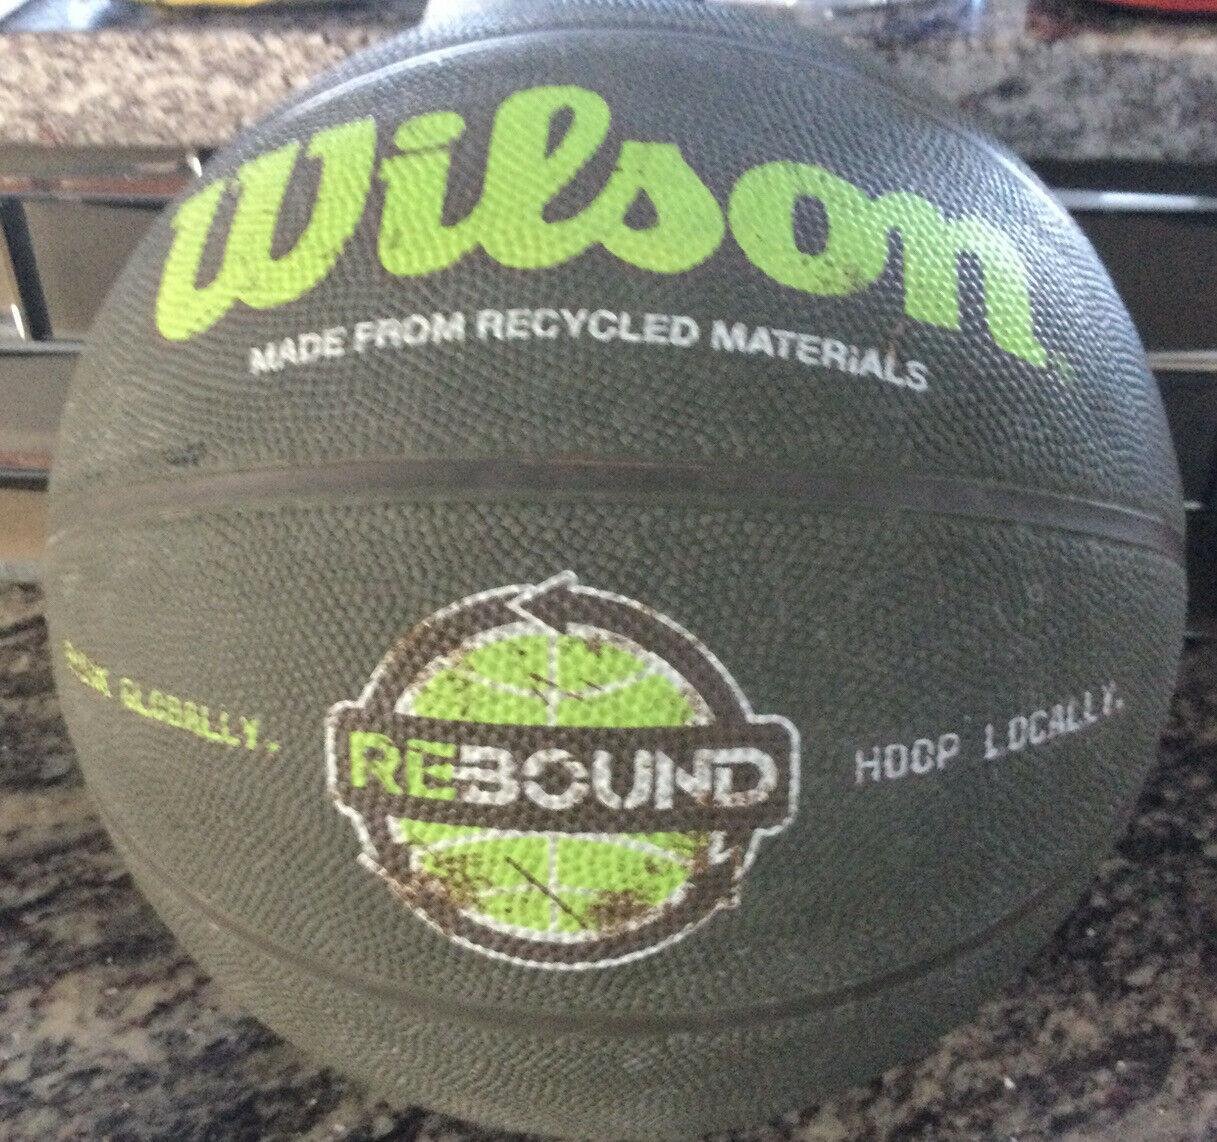 Wilson
MADE FROM RECYCLED MATERiALS
GLOBALLY.
REBOUND
HOOP LOCALLY.